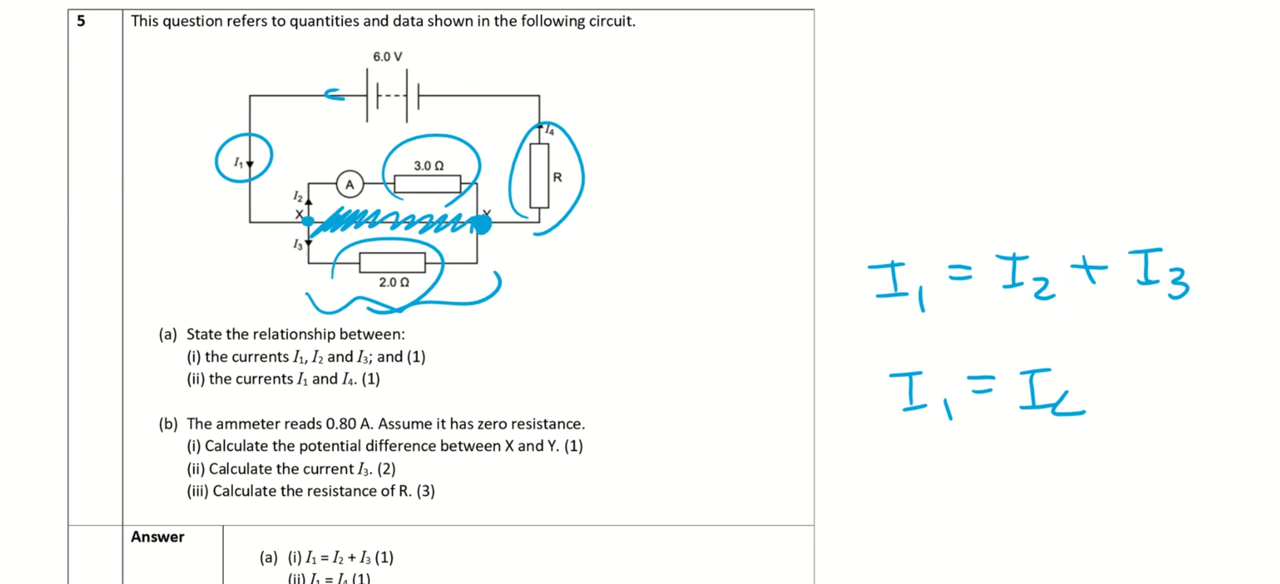 5
This question refers to quantities and data shown in the following circuit.
6.0 V
I₄
I₁
3.0 Ω
A
R
I₂
X
Y
I₃
2.0 Ω
I₁ = I₂ + I₃
I₁ =
(a) State the relationship between:
(i) the currents I₁, I₂ and I₃; and (1)
(ii) the currents I₁ and I₄. (1)
(b) The ammeter reads 0.80 A. Assume it has zero resistance.
(i) Calculate the potential difference between X and Y. (1)
(ii) Calculate the current I₃. (2)
(iii) Calculate the resistance of R. (3)
Answer
(a) (i) I₁ = I₂ + I₃ (1)
(ii) I₁ = I₄ (1)